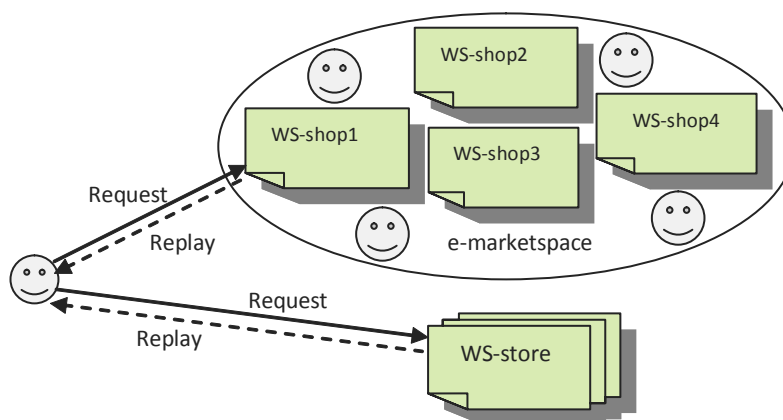 WS-shop2
WS-shop1
WS-shop4
WS-shop3
Request
Replay
e-marketspace
Request
Replay
WS-store